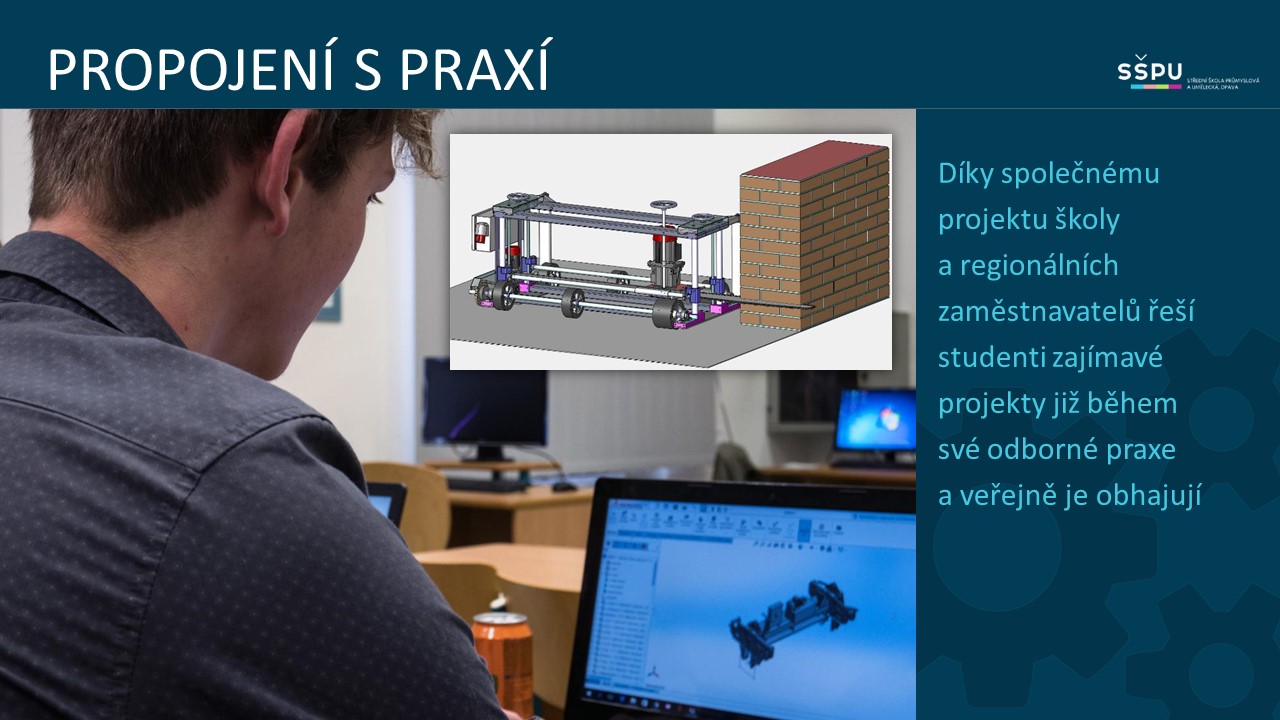 PROPOJENÍ S PRAXÍ
SŠPU
STŘEDNÍ ŠKOLA PRŮMYSLOVÁ
A UMĚLECKÁ, OPAVA
Díky společnému
projektu školy
a regionálních
zaměstnavatelů řeší
studenti zajímavé
projekty již během
své odborné praxe
a veřejně je obhajují